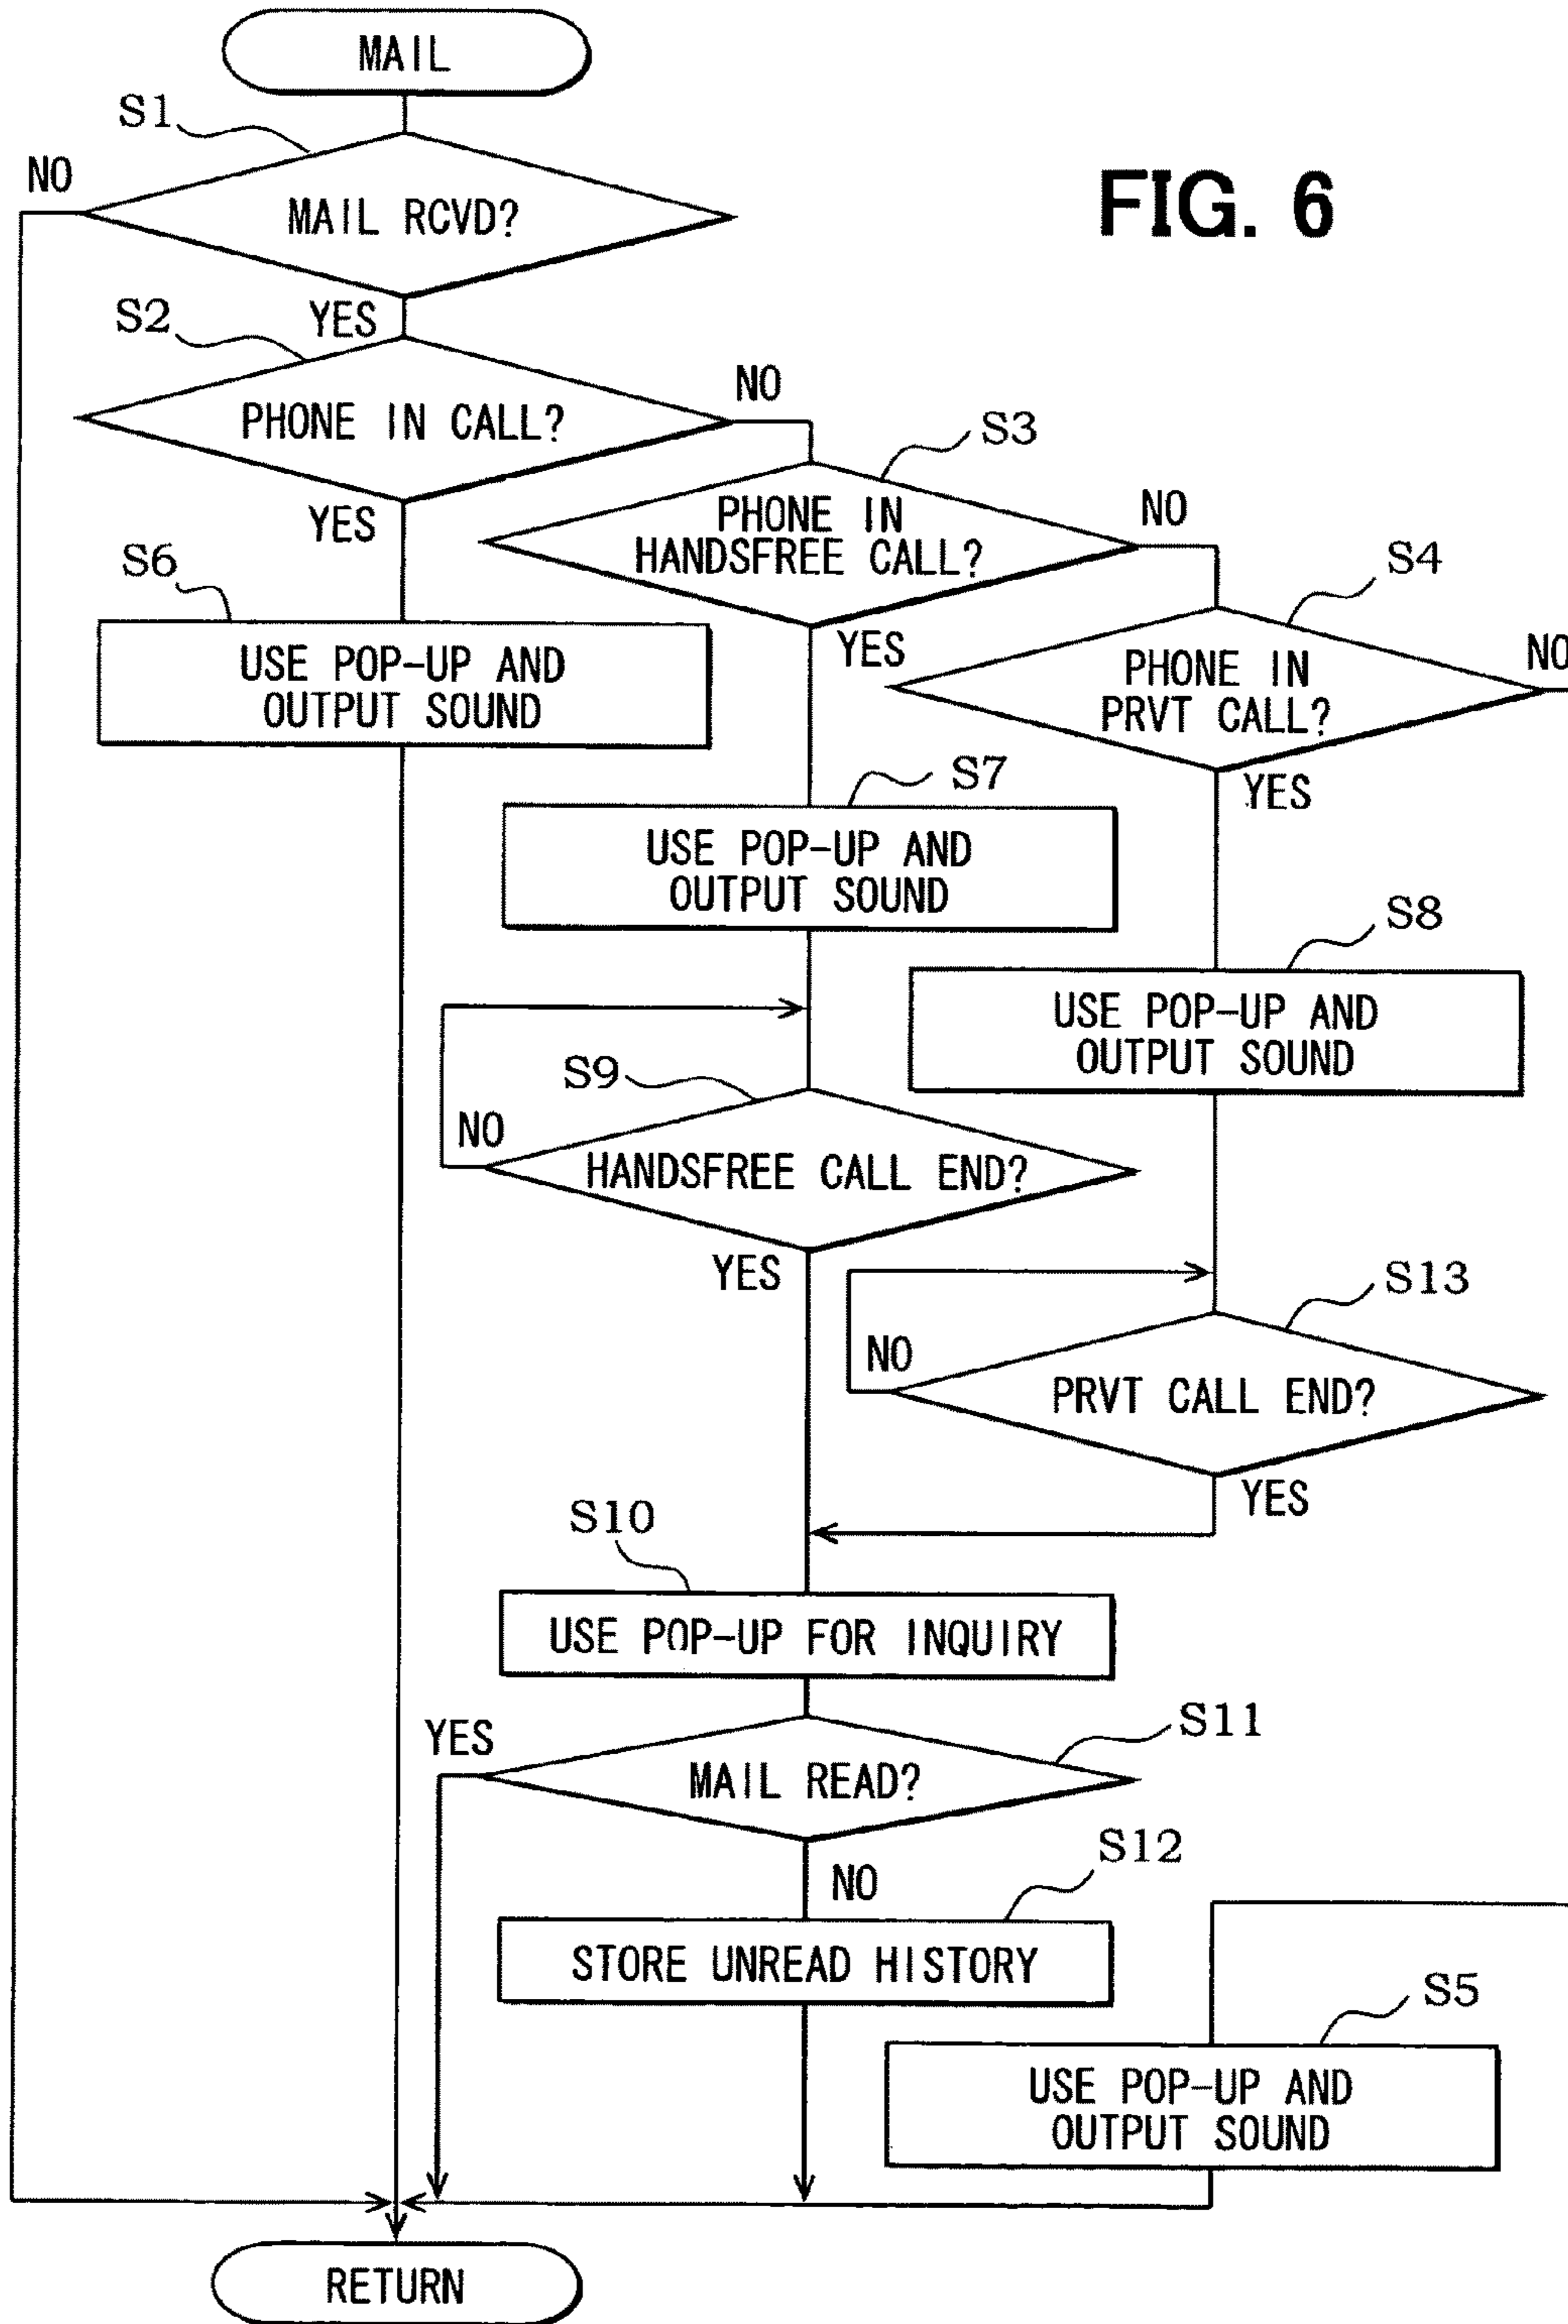 MAIL
S1
NO
FIG. 6
MAIL RCVD?
S2
YES
NO
PHONE IN CALL?
S3
YES
PHONE IN
HANDSFREE CALL?
NO
S4
S6
YES
NO
USE POP-UP AND
OUTPUT SOUND
PHONE IN
PRVT CALL?
S7
YES
USE POP-UP AND
OUTPUT SOUND
S8
USE POP-UP AND
OUTPUT SOUND
S9
NO
HANDSFREE CALL END?
YES
S13
NO
PRVT CALL END?
YES
S10
USE POP-UP FOR INQUIRY
YES
S11
MAIL READ?
S12
NO
STORE UNREAD HISTORY
S5
USE POP-UP AND
OUTPUT SOUND
RETURN